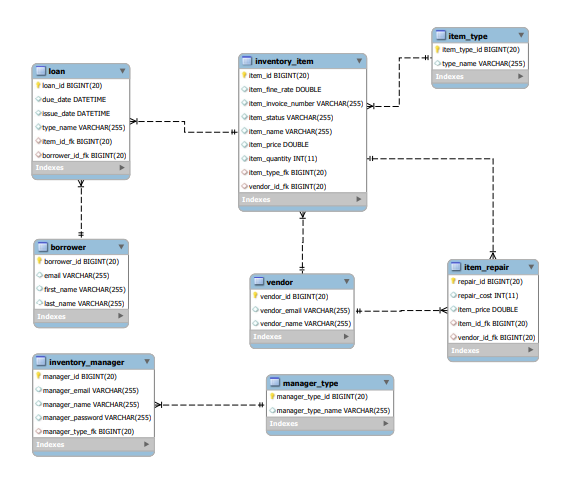 item_type
item_type_id BIGINT(20)
type_name VARCHAR(255)
Indexes
loan
loan_id BIGINT(20)
due_date DATETIME
issue_date DATETIME
type_name VARCHAR(255)
item_id_fk BIGINT(20)
borrower_id_fk BIGINT(20)
Indexes
inventory_item
item_id BIGINT(20)
item_fine_rate DOUBLE
item_invoice_number VARCHAR(255)
item_status VARCHAR(255)
item_name VARCHAR(255)
item_price DOUBLE
item_quantity INT(11)
item_type_fk BIGINT(20)
vendor_id_fk BIGINT(20)
Indexes
borrower
borrower_id BIGINT(20)
email VARCHAR(255)
first_name VARCHAR(255)
last_name VARCHAR(255)
Indexes
vendor
vendor_id BIGINT(20)
vendor_email VARCHAR(255)
vendor_name VARCHAR(255)
Indexes
item_repair
repair_id BIGINT(20)
repair_cost INT(11)
item_price DOUBLE
item_id_fk BIGINT(20)
vendor_id_fk BIGINT(20)
Indexes
inventory_manager
manager_id BIGINT(20)
manager_email VARCHAR(255)
manager_name VARCHAR(255)
manager_password VARCHAR(255)
manager_type_fk BIGINT(20)
Indexes
manager_type
manager_type_id BIGINT(20)
manager_type_name VARCHAR(255)
Indexes